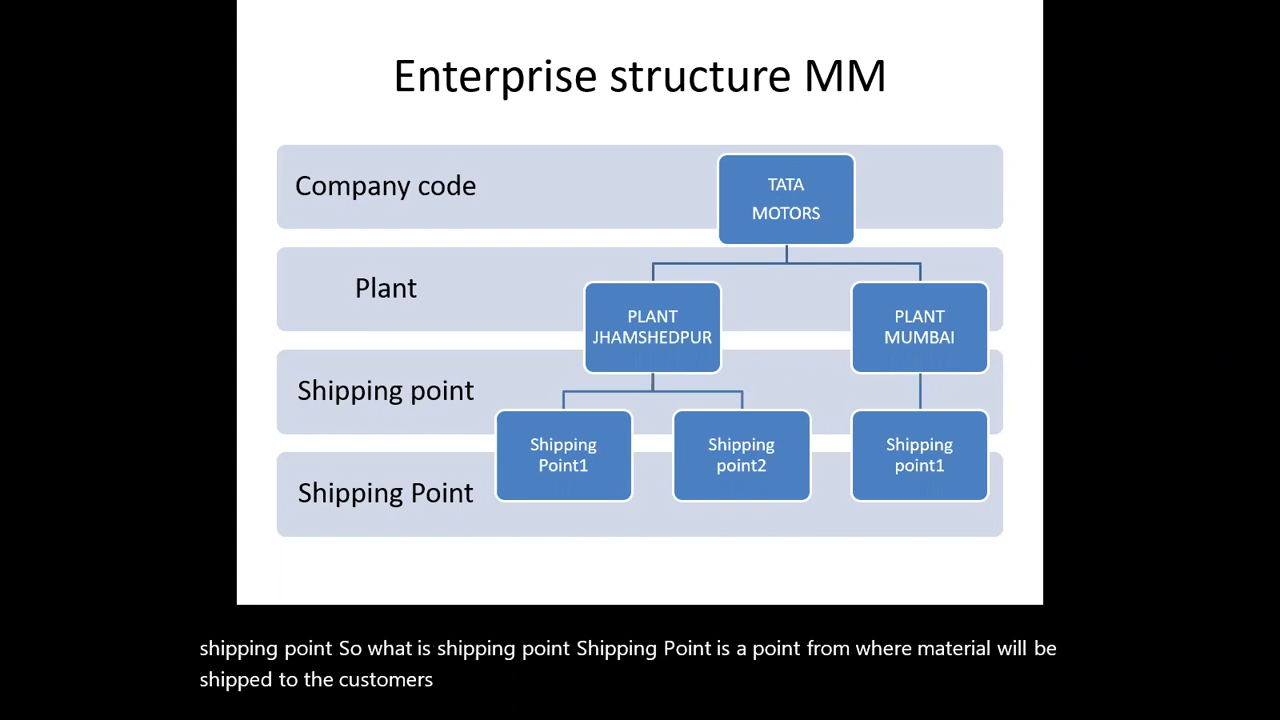 Enterprise structure MM
Company code
TATA
MOTORS
Plant
PLANT
JHAMSHEDPUR
PLANT
MUMBAI
Shipping point
Shipping
Point1
Shipping
point2
Shipping
point1
Shipping Point
shipping point So what is shipping point Shipping Point is a point from where material will be
shipped to the customers